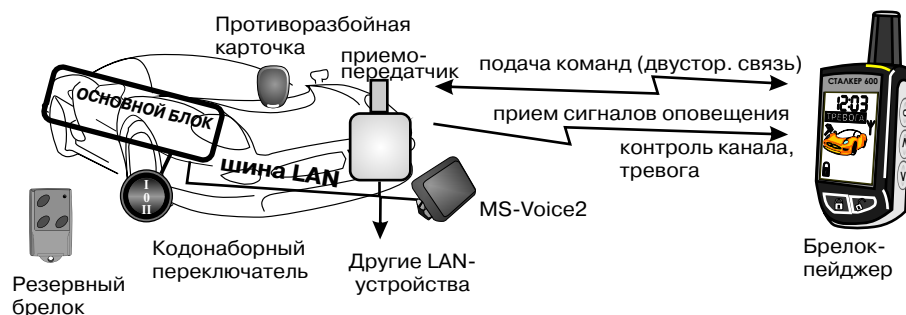 Противоразбойная
карточка
приемо-
передатчик
подача команд (двустор. связь)
ОСНОВНОЙ БЛОК
прием сигналов оповещения
контроль канала,
тревога
шина LAN
MS-Voice2
I
0
II
Кодонаборный
переключатель
Другие LAN-
устройства
Резервный
брелок
СТАЛКЕР 600
12:03
ТРЕВОГА
Брелок-
пейджер